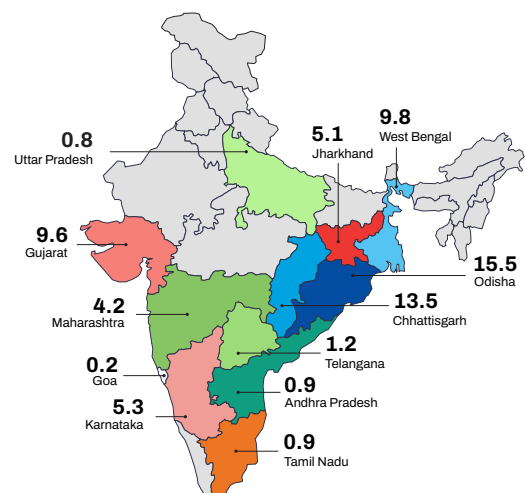 9.8
West Bengal
5.1
Jharkhand
0.8
Uttar Pradesh
9.6
Gujarat
15.5
Odisha
4.2
Maharashtra
13.5
Chhattisgarh
1.2
Telangana
0.2
Goa
0.9
Andhra Pradesh
5.3
Karnataka
0.9
Tamil Nadu